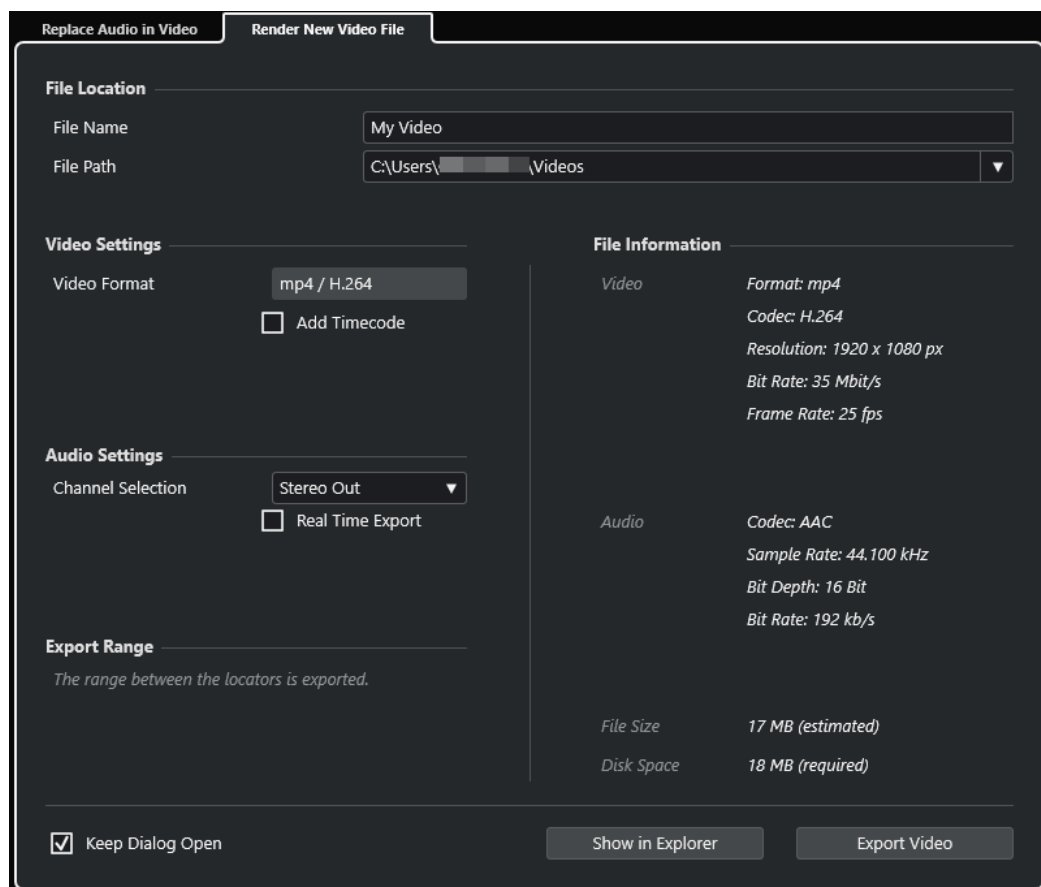 Replace Audio in Video
Render New Video File
File Location
File Name
My Video
File Path
C:\Users\ \Videos
Video Settings
Video Format
mp4 / H.264
Add Timecode
Audio Settings
Channel Selection
Stereo Out
Real Time Export
Export Range
The range between the locators is exported.
File Information
Video
Format: mp4
Codec: H.264
Resolution: 1920 x 1080 px
Bit Rate: 35 Mbit/s
Frame Rate: 25 fps
Audio
Codec: AAC
Sample Rate: 44.100 kHz
Bit Depth: 16 Bit
Bit Rate: 192 kb/s
File Size
17 MB (estimated)
Disk Space
18 MB (required)
Keep Dialog Open
Show in Explorer
Export Video